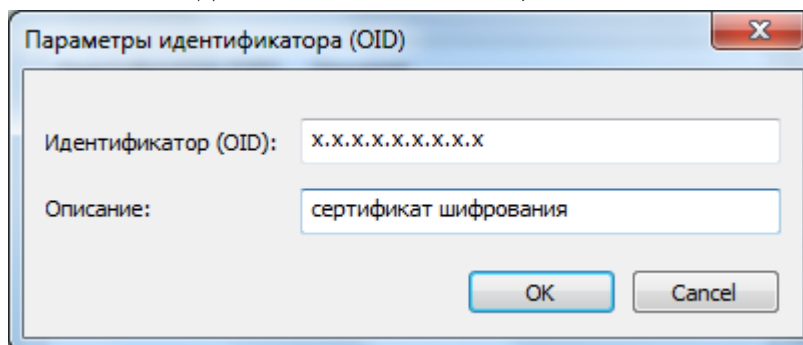 Параметры идентификатора (OID)
Идентификатор (OID): x.x.x.x.x.x.x.x.x
Описание: сертификат шифрования
OK Cancel